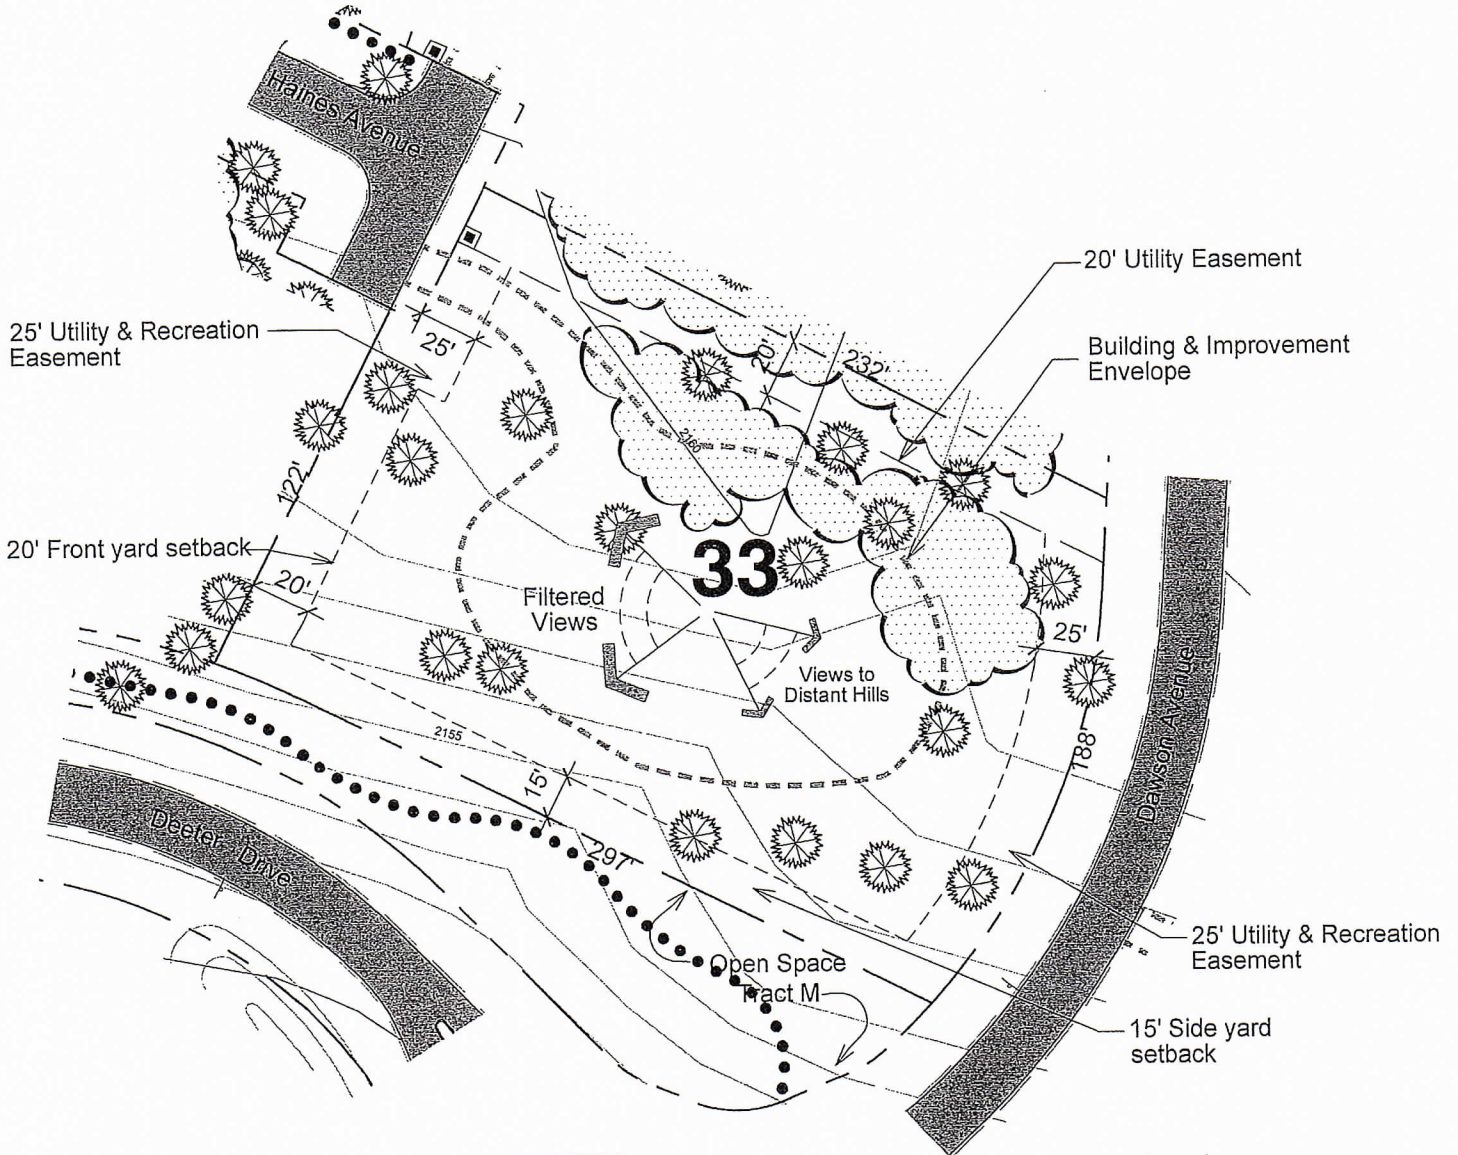 Haines Avenue
20' Utility Easement
25' Utility & Recreation
Easement
25'
20'
232'
Building & Improvement
Envelope
2160
122'
20' Front yard setback
20'
33
Filtered
Views
25'
Views to
Distant Hills
Dawson Avenue
188'
2155
15'
Deeter Drive
297'
25' Utility & Recreation
Easement
Open Space
Tract M
15' Side yard
setback